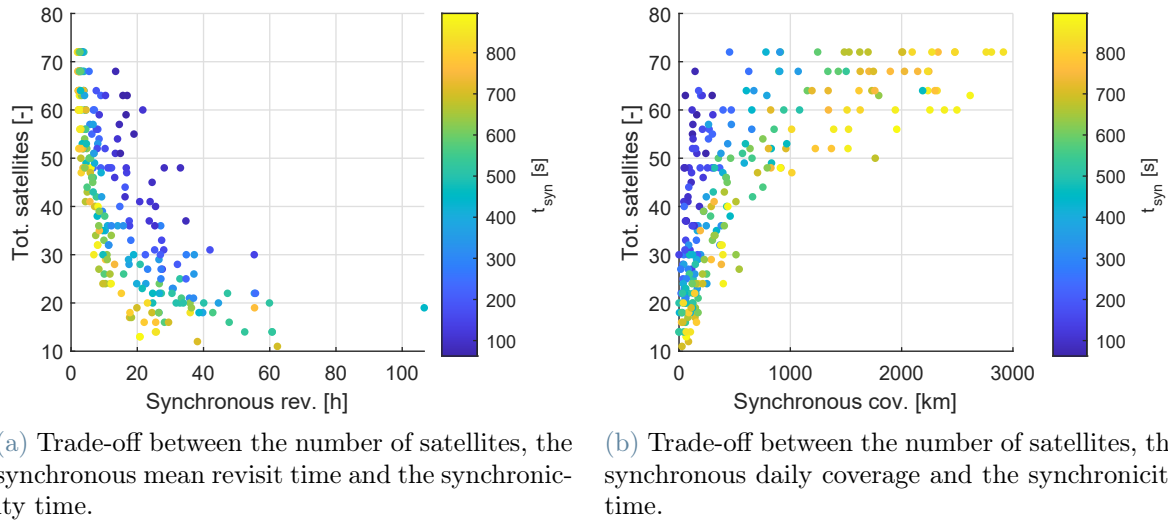 80
70
60
50
40
30
20
10
0 20 40 60 80 100
Tot. satellites [-]
Synchronous rev. [h]
800
700
600
500
400
300
200
100
t_syn [s]
80
70
60
50
40
30
20
10
0 1000 2000 3000
Tot. satellites [-]
Synchronous cov. [km]
800
700
600
500
400
300
200
100
t_syn [s]
a) Trade-off between the number of satellites, the
synchronous mean revisit time and the synchronic-
ity time.
(b) Trade-off between the number of satellites, th
synchronous daily coverage and the synchronicit
time.